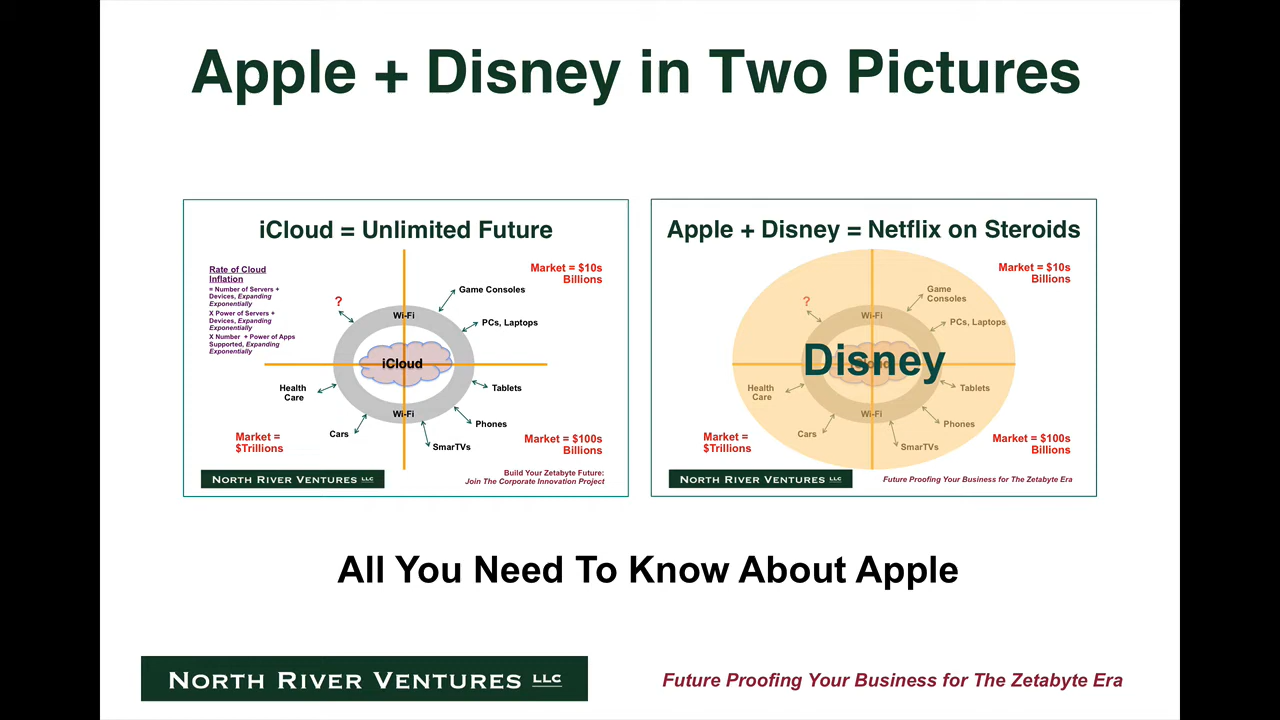 Apple + Disney in Two Pictures
iCloud = Unlimited Future
Rate of Cloud
Inflation
= Number of Servers +
Devices, Expanding
Exponentially
X Power of Servers +
Devices, Expanding
Exponentially
X Number + Power of Apps
Supported, Expanding
Exponentially
Market = $10s
Billions
?
Wi-Fi
Game Consoles
PCs, Laptops
iCloud
Health
Care
Tablets
Wi-Fi
Phones
Cars
SmarTVs
Market =
$Trillions
Market = $100s
Billions
NORTH RIVER VENTURES LLC
Build Your Zetabyte Future:
Join The Corporate Innovation Project
Apple + Disney = Netflix on Steroids
Market = $10s
Billions
?
Wi-Fi
Game
Consoles
PCs, Laptops
Disney
Health
Care
Tablets
Wi-Fi
Phones
Cars
SmarTVs
Market =
$Trillions
Market = $100s
Billions
NORTH RIVER VENTURES LLC
Future Proofing Your Business for The Zetabyte Era
All You Need To Know About Apple
NORTH RIVER VENTURES LLC
Future Proofing Your Business for The Zetabyte Era